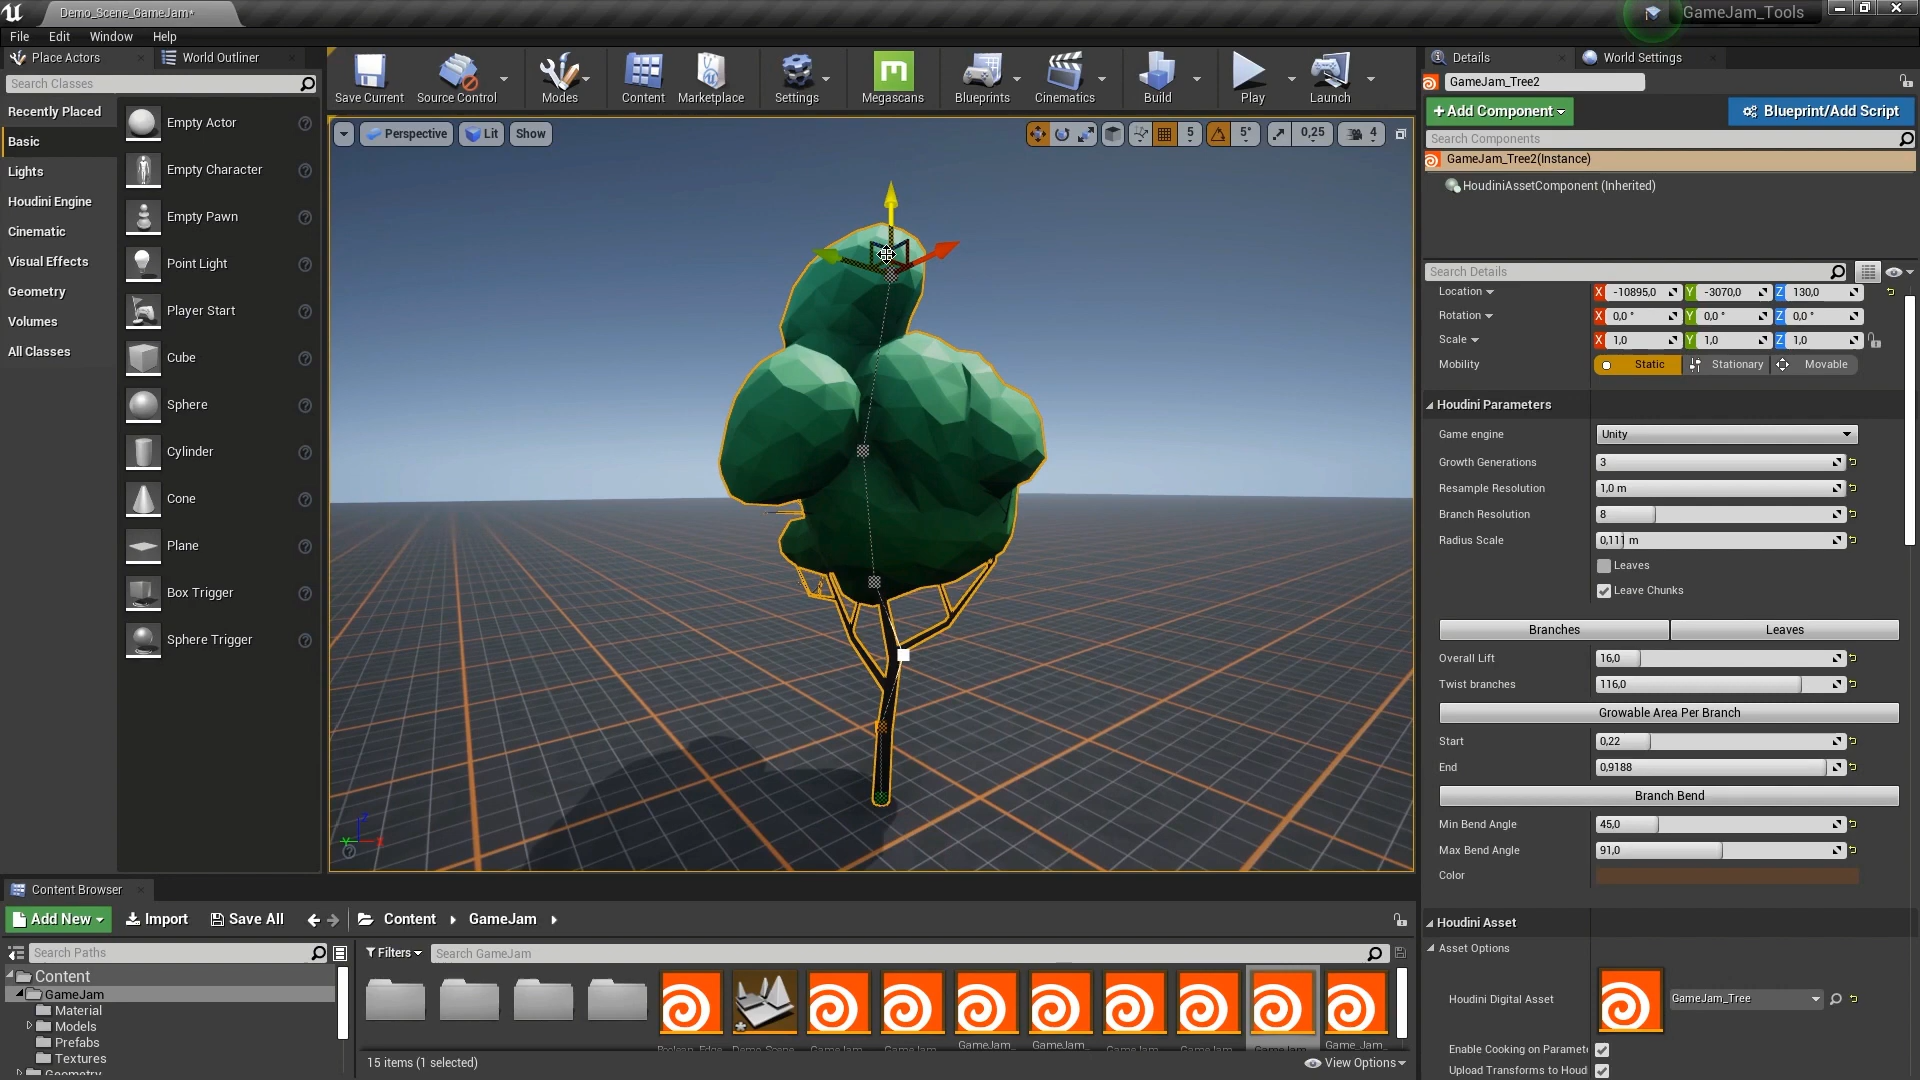 Demo_Scene_GameJam*
GameJam_Tools
File Edit Window Help
Place Actors
World Outliner
Search Classes
Recently Placed
Basic
Lights
Houdini Engine
Cinematic
Visual Effects
Geometry
Volumes
All Classes
Empty Actor
Empty Character
Empty Pawn
Point Light
Player Start
Cube
Sphere
Cylinder
Cone
Plane
Box Trigger
Sphere Trigger
Save Current
Source Control
Modes
Content
Marketplace
Settings
Megascans
Blueprints
Cinematics
Build
Play
Launch
Perspective
Lit
Show
5
5°
0,25
4
Details
World Settings
GameJam_Tree2
+Add Component
Blueprint/Add Script
Search Components
GameJam_Tree2(Instance)
HoudiniAssetComponent (Inherited)
Search Details
Location X -10895,0 Y -3070,0 Z 130,0
Rotation X 0,0 ° Y 0,0 ° Z 0,0 °
Scale X 1,0 Y 1,0 Z 1,0
Mobility Static Stationary Movable
Houdini Parameters
Game engine Unity
Growth Generations 3
Resample Resolution 1,0 m
Branch Resolution 8
Radius Scale 0,111 m
Leaves
Leave Chunks
Branches Leaves
Overall Lift 16,0
Twist branches 116,0
Growable Area Per Branch
Start 0,22
End 0,9188
Branch Bend
Min Bend Angle 45,0
Max Bend Angle 91,0
Color
Houdini Asset
Asset Options
Houdini Digital Asset GameJam_Tree
Enable Cooking on Paramet
Upload Transforms to Houd
Content Browser
Add New
Import
Save All
Content
GameJam
Search Paths
Content
GameJam
Material
Models
Prefabs
Textures
Geometry
Filters
Search GameJam
GameJam_
GameJam_
Game_Jam_
15 items (1 selected)
View Options